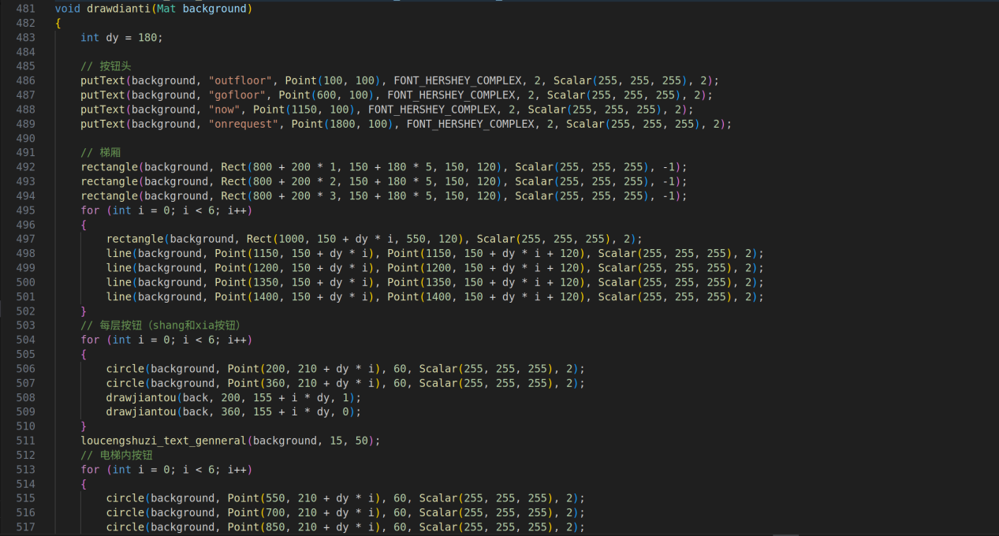 481 void drawdianti(Mat background)
482 {
483     int dy = 180;
484
485     // 按钮头
486     putText(background, "outfloor", Point(100, 100), FONT_HERSHEY_COMPLEX, 2, Scalar(255, 255, 255), 2);
487     putText(background, "gofloor", Point(600, 100), FONT_HERSHEY_COMPLEX, 2, Scalar(255, 255, 255), 2);
488     putText(background, "now", Point(1150, 100), FONT_HERSHEY_COMPLEX, 2, Scalar(255, 255, 255), 2);
489     putText(background, "onrequest", Point(1800, 100), FONT_HERSHEY_COMPLEX, 2, Scalar(255, 255, 255), 2);
490
491     // 梯厢
492     rectangle(background, Rect(800 + 200 * 1, 150 + 180 * 5, 150, 120), Scalar(255, 255, 255), -1);
493     rectangle(background, Rect(800 + 200 * 2, 150 + 180 * 5, 150, 120), Scalar(255, 255, 255), -1);
494     rectangle(background, Rect(800 + 200 * 3, 150 + 180 * 5, 150, 120), Scalar(255, 255, 255), -1);
495     for (int i = 0; i < 6; i++)
496     {
497         rectangle(background, Rect(1000, 150 + dy * i, 550, 120), Scalar(255, 255, 255), 2);
498         line(background, Point(1150, 150 + dy * i), Point(1150, 150 + dy * i + 120), Scalar(255, 255, 255), 2);
499         line(background, Point(1200, 150 + dy * i), Point(1200, 150 + dy * i + 120), Scalar(255, 255, 255), 2);
500         line(background, Point(1350, 150 + dy * i), Point(1350, 150 + dy * i + 120), Scalar(255, 255, 255), 2);
501         line(background, Point(1400, 150 + dy * i), Point(1400, 150 + dy * i + 120), Scalar(255, 255, 255), 2);
502     }
503     // 每层按钮（shang和xia按钮）
504     for (int i = 0; i < 6; i++)
505     {
506         circle(background, Point(200, 210 + dy * i), 60, Scalar(255, 255, 255), 2);
507         circle(background, Point(360, 210 + dy * i), 60, Scalar(255, 255, 255), 2);
508         drawjiantou(back, 200, 155 + i * dy, 1);
509         drawjiantou(back, 360, 155 + i * dy, 0);
510     }
511     loucengshuzi_text_genneral(background, 15, 50);
512     // 电梯内按钮
513     for (int i = 0; i < 6; i++)
514     {
515         circle(background, Point(550, 210 + dy * i), 60, Scalar(255, 255, 255), 2);
516         circle(background, Point(700, 210 + dy * i), 60, Scalar(255, 255, 255), 2);
517         circle(background, Point(850, 210 + dy * i), 60, Scalar(255, 255, 255), 2);